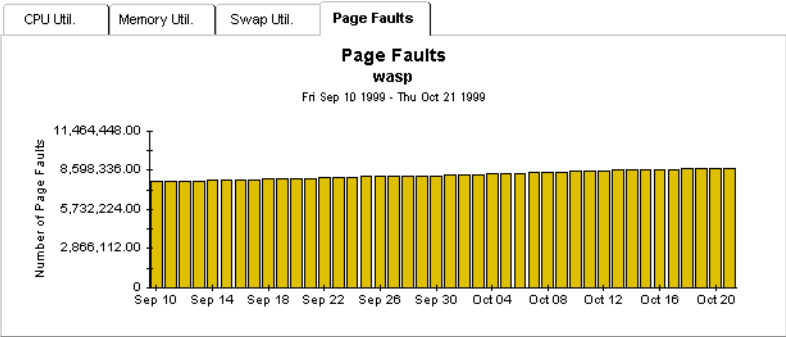 CPU Util. Memory Util. Swap Util. Page Faults
Page Faults
wasp
Fri Sep 10 1999 - Thu Oct 21 1999
Number of Page Faults
11,464,448.00
8,598,336.00
5,732,224.00
2,866,112.00
0
Sep 10 Sep 14 Sep 18 Sep 22 Sep 26 Sep 30 Oct 04 Oct 08 Oct 12 Oct 16 Oct 20